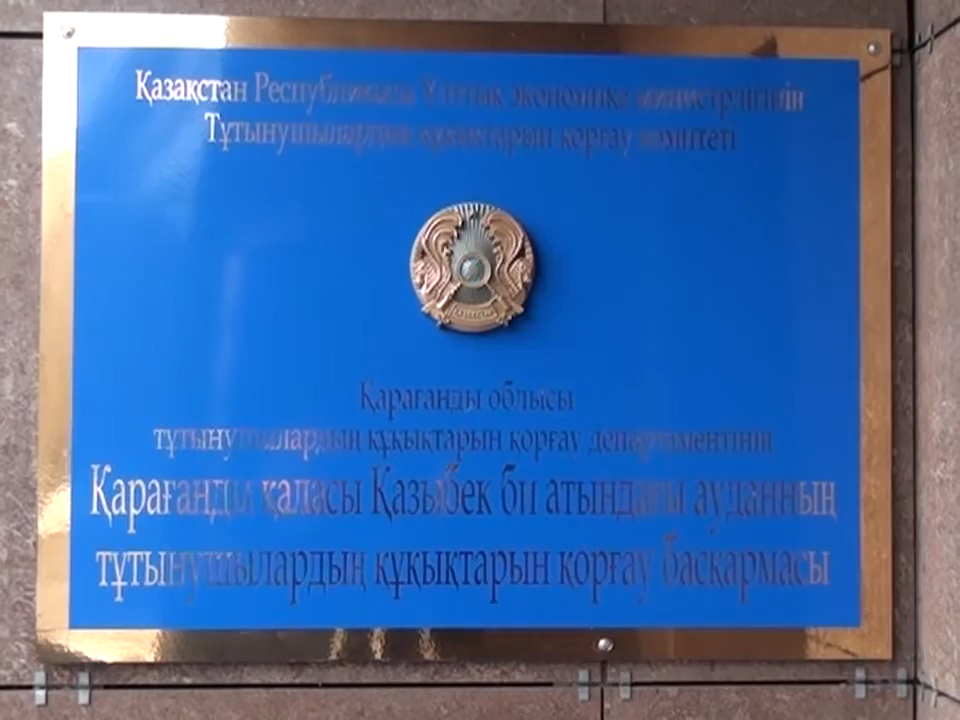 Қазақстан Республикасы Ұлттық экономика министрлігінің
Тұтынушылардың құқықтарын қорғау комитеті
ҚАЗАҚСТАН
Қарағанды облысы
тұтынушылардың құқықтарын қорғау департаментінің
Қарағанды қаласы Қазыбек би атындағы ауданның
тұтынушылардың құқықтарын қорғау басқармасы